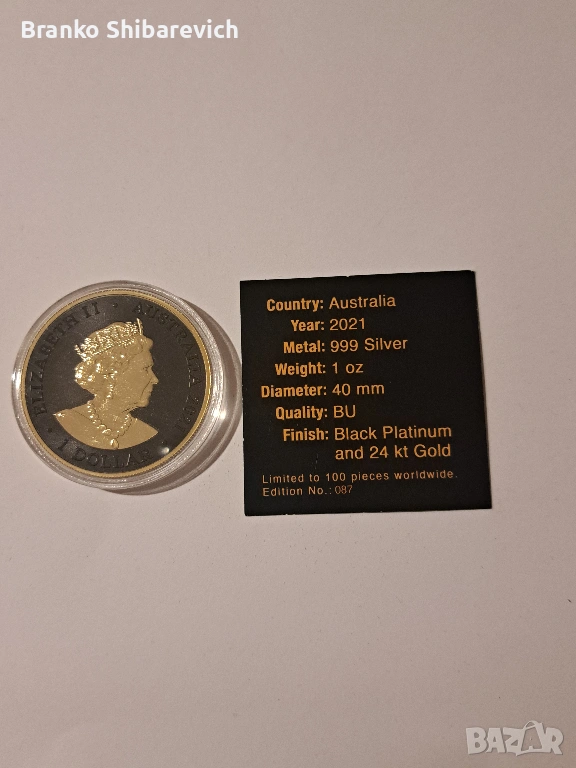 Branko Shibarevich
ELIZABETH II • AUSTRALIA 2021
• 1 DOLLAR •
Country: Australia
Year: 2021
Metal: 999 Silver
Weight: 1 oz
Diameter: 40 mm
Quality: BU
Finish: Black Platinum
and 24 kt Gold
Limited to 100 pieces worldwide.
Edition No.: 087
BAZAR